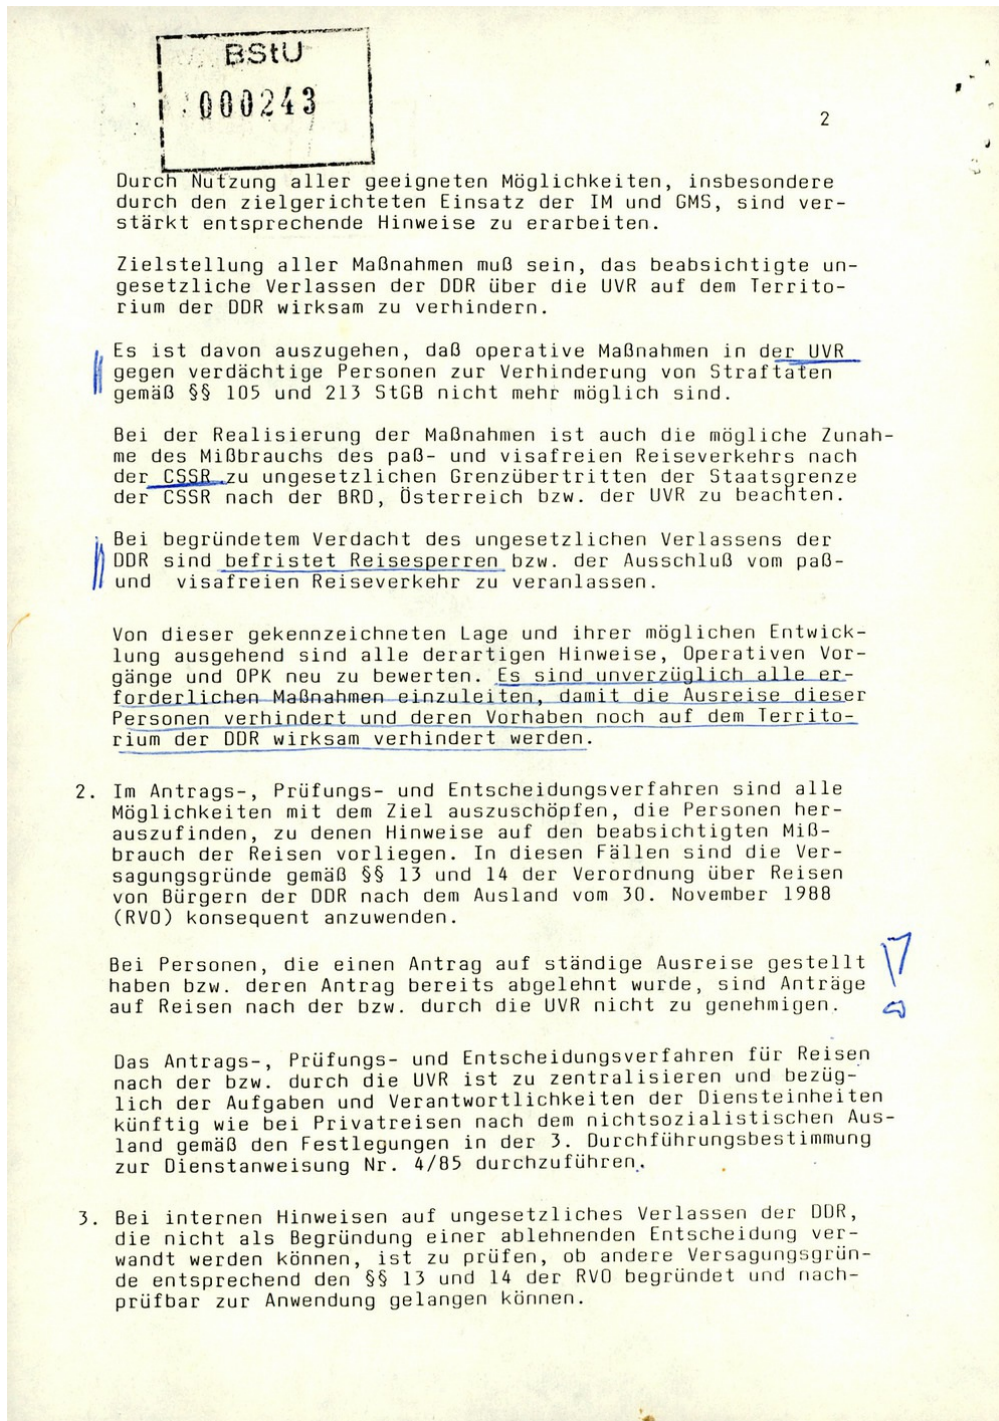 BStU
000243
2
Durch Nutzung aller geeigneten Möglichkeiten, insbesondere
durch den zielgerichteten Einsatz der IM und GMS, sind ver-
stärkt entsprechende Hinweise zu erarbeiten.
Zielstellung aller Maßnahmen muß sein, das beabsichtigte un-
gesetzliche Verlassen der DDR über die UVR auf dem Territo-
rium der DDR wirksam zu verhindern.
Es ist davon auszugehen, daß operative Maßnahmen in der UVR
gegen verdächtige Personen zur Verhinderung von Straftaten
gemäß §§ 105 und 213 StGB nicht mehr möglich sind.
Bei der Realisierung der Maßnahmen ist auch die mögliche Zunah-
me des Mißbrauchs des paß- und visafreien Reiseverkehrs nach
der CSSR zu ungesetzlichen Grenzübertritten der Staatsgrenze
der CSSR nach der BRD, Österreich bzw. der UVR zu beachten.
Bei begründetem Verdacht des ungesetzlichen Verlassens der
DDR sind befristet Reisesperren bzw. der Ausschluß vom paß-
und visafreien Reiseverkehr zu veranlassen.
Von dieser gekennzeichneten Lage und ihrer möglichen Entwick-
lung ausgehend sind alle derartigen Hinweise, Operativen Vor-
gänge und OPK neu zu bewerten. Es sind unverzüglich alle er-
forderlichen Maßnahmen einzuleiten, damit die Ausreise dieser
Personen verhindert und deren Vorhaben noch auf dem Territo-
rium der DDR wirksam verhindert werden.
2. Im Antrags-, Prüfungs- und Entscheidungsverfahren sind alle
Möglichkeiten mit dem Ziel auszuschöpfen, die Personen her-
auszufinden, zu denen Hinweise auf den beabsichtigten Miß-
brauch der Reisen vorliegen. In diesen Fällen sind die Ver-
sagungsgründe gemäß §§ 13 und 14 der Verordnung über Reisen
von Bürgern der DDR nach dem Ausland vom 30. November 1988
(RVO) konsequent anzuwenden.
Bei Personen, die einen Antrag auf ständige Ausreise gestellt
haben bzw. deren Antrag bereits abgelehnt wurde, sind Anträge
auf Reisen nach der bzw. durch die UVR nicht zu genehmigen.
!
Das Antrags-, Prüfungs- und Entscheidungsverfahren für Reisen
nach der bzw. durch die UVR ist zu zentralisieren und bezüg-
lich der Aufgaben und Verantwortlichkeiten der Diensteinheiten
künftig wie bei Privatreisen nach dem nichtsozialistischen Aus-
land gemäß den Festlegungen in der 3. Durchführungsbestimmung
zur Dienstanweisung Nr. 4/85 durchzuführen.
3. Bei internen Hinweisen auf ungesetzliches Verlassen der DDR,
die nicht als Begründung einer ablehnenden Entscheidung ver-
wandt werden können, ist zu prüfen, ob andere Versagungsgrün-
de entsprechend den §§ 13 und 14 der RVO begründet und nach-
prüfbar zur Anwendung gelangen können.